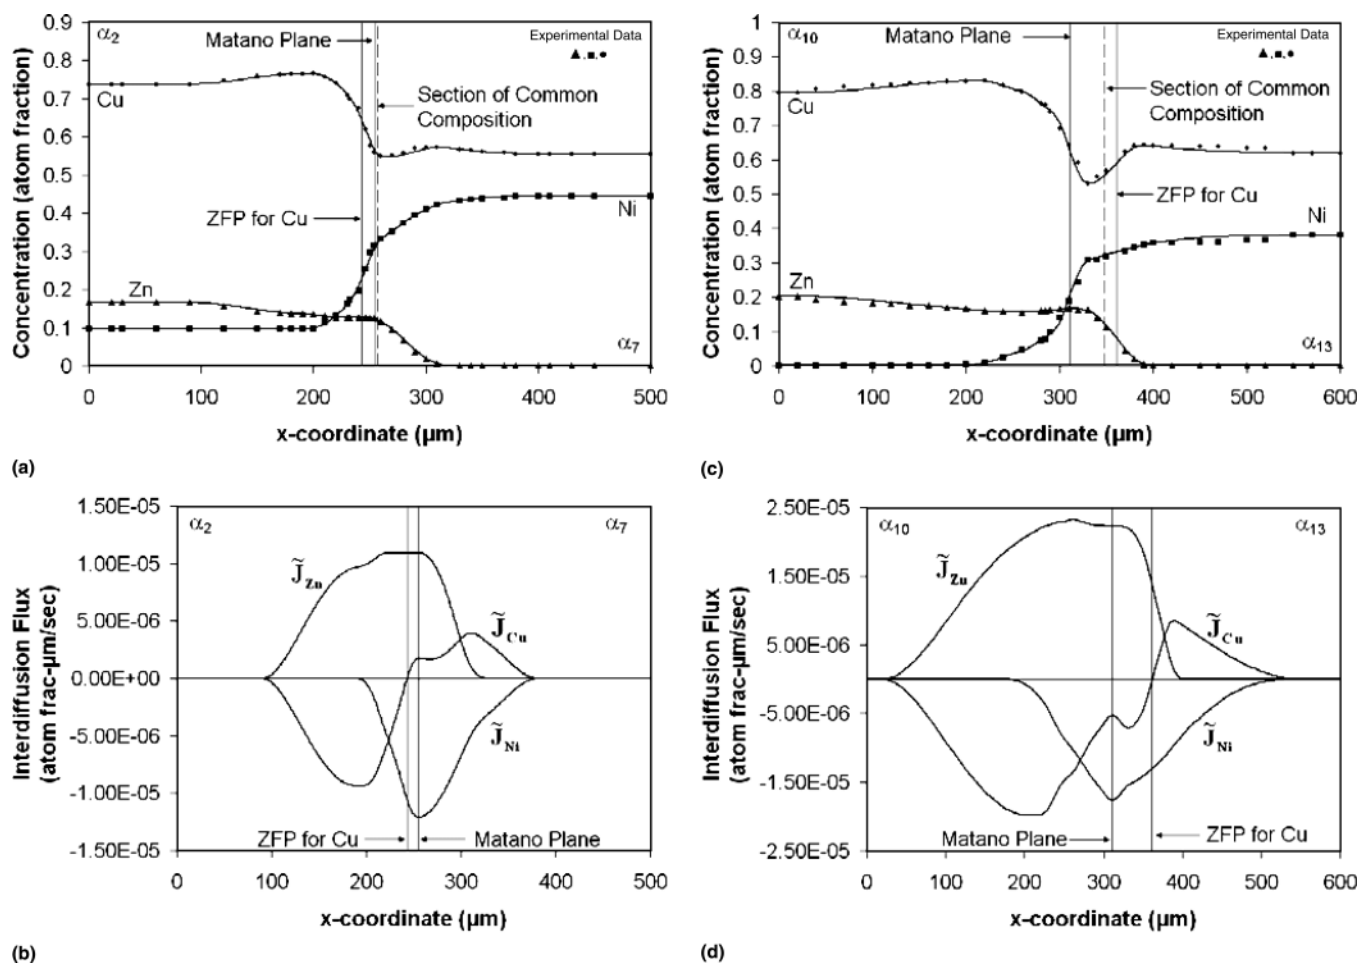 α2
Matano Plane
Experimental Data
Cu
Section of Common
Composition
ZFP for Cu
Ni
Zn
α7
Concentration (atom fraction)
0.9
0.8
0.7
0.6
0.5
0.4
0.3
0.2
0.1
0
0 100 200 300 400 500
x-coordinate (µm)
(a)
α10
Matano Plane
Experimental Data
Cu
Section of Common
Composition
ZFP for Cu
Ni
Zn
α13
Concentration (atom fraction)
1
0.9
0.8
0.7
0.6
0.5
0.4
0.3
0.2
0.1
0
0 100 200 300 400 500 600
x-coordinate (µm)
(c)
α2
α7
J̃Zn
J̃Cu
J̃Ni
ZFP for Cu
Matano Plane
Interdiffusion Flux
(atom frac-µm/sec)
1.50E-05
1.00E-05
5.00E-06
0.00E+00
-5.00E-06
-1.00E-05
-1.50E-05
0 100 200 300 400 500
x-coordinate (µm)
(b)
α10
α13
J̃Zn
J̃Cu
J̃Ni
Matano Plane
ZFP for Cu
Interdiffusion Flux
(atom frac-µm/sec)
2.50E-05
1.50E-05
5.00E-06
-5.00E-06
-1.50E-05
-2.50E-05
0 100 200 300 400 500 600
x-coordinate (µm)
(d)